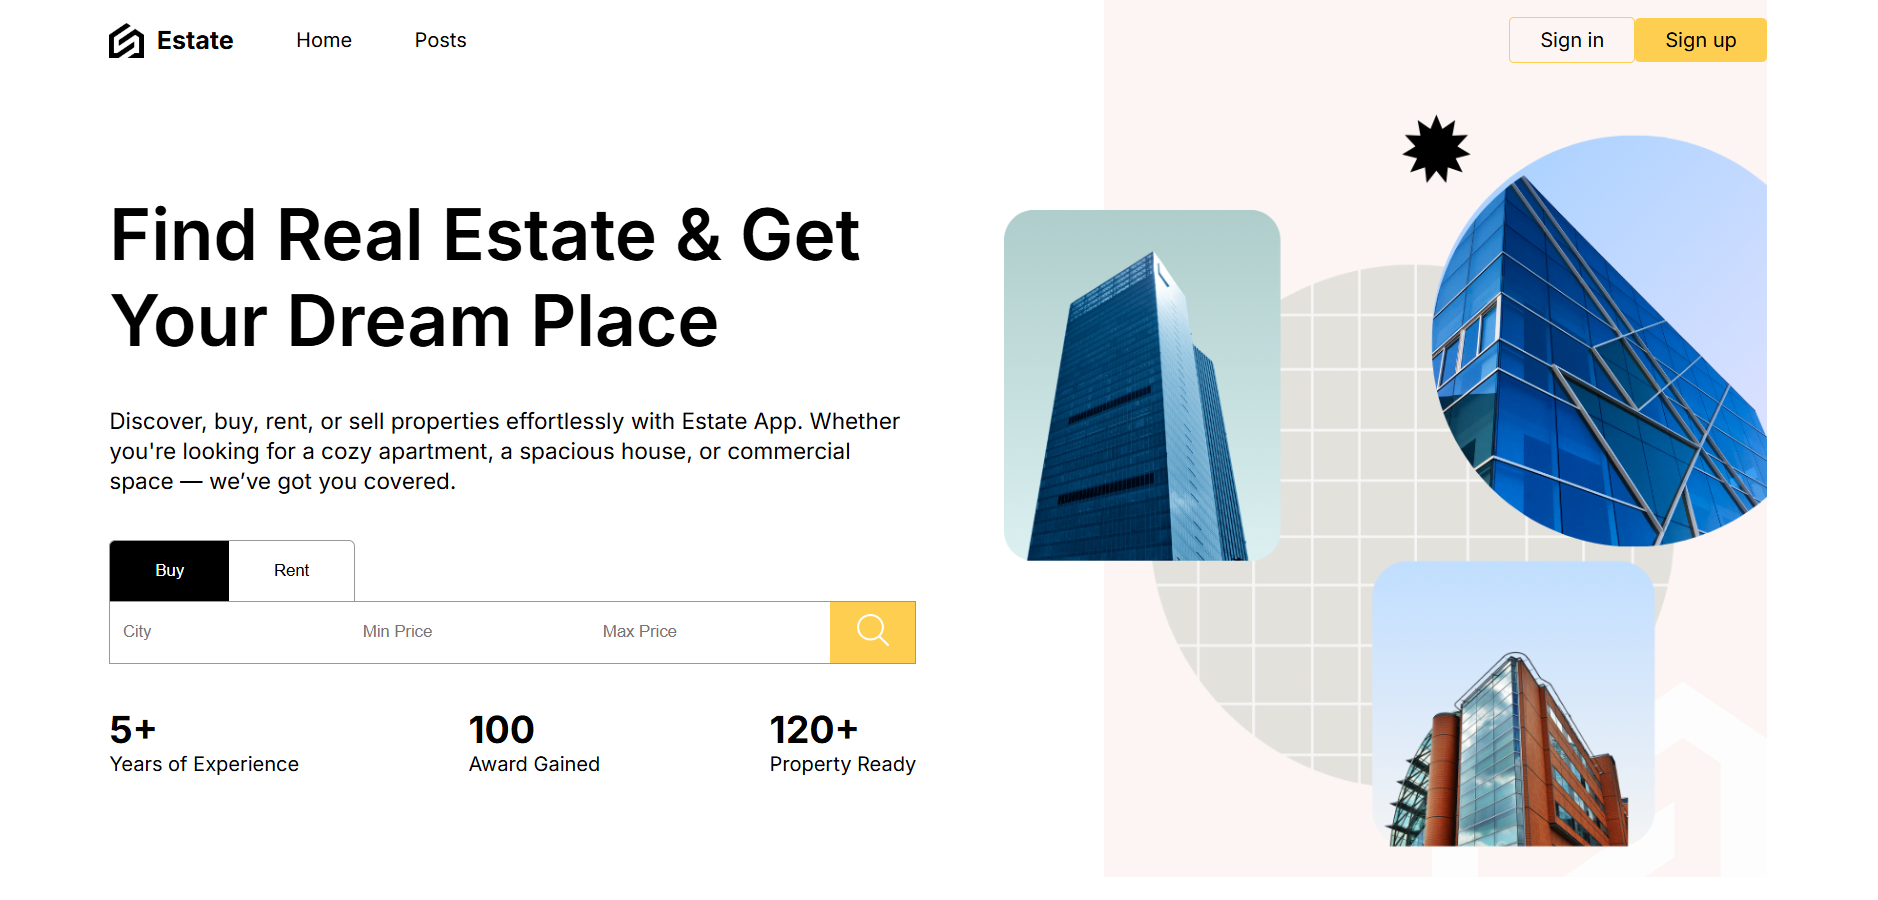 Estate
Home
Posts
Sign in
Sign up
Find Real Estate & Get
Your Dream Place
Discover, buy, rent, or sell properties effortlessly with Estate App. Whether
you're looking for a cozy apartment, a spacious house, or commercial
space — we’ve got you covered.
Buy
Rent
City
Min Price
Max Price
5+
Years of Experience
100
Award Gained
120+
Property Ready